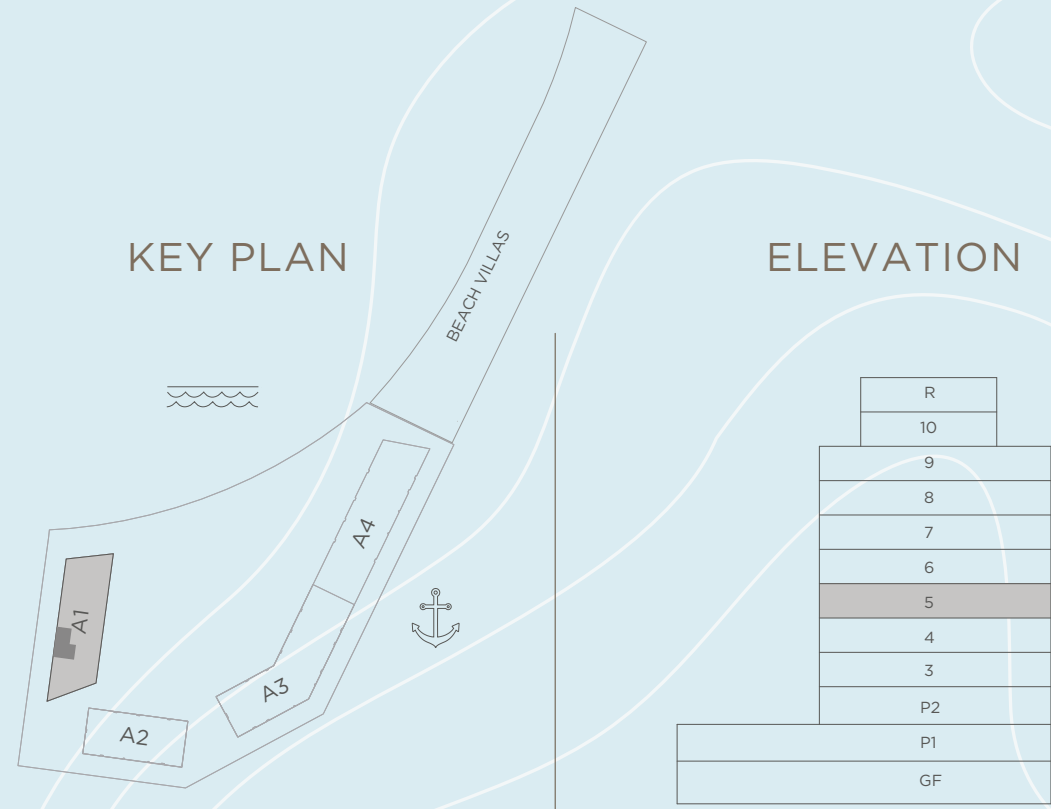 KEY PLAN
BEACH VILLAS
A4
A1
A3
A2
ELEVATION
R
10
9
8
7
6
5
4
3
P2
P1
GF